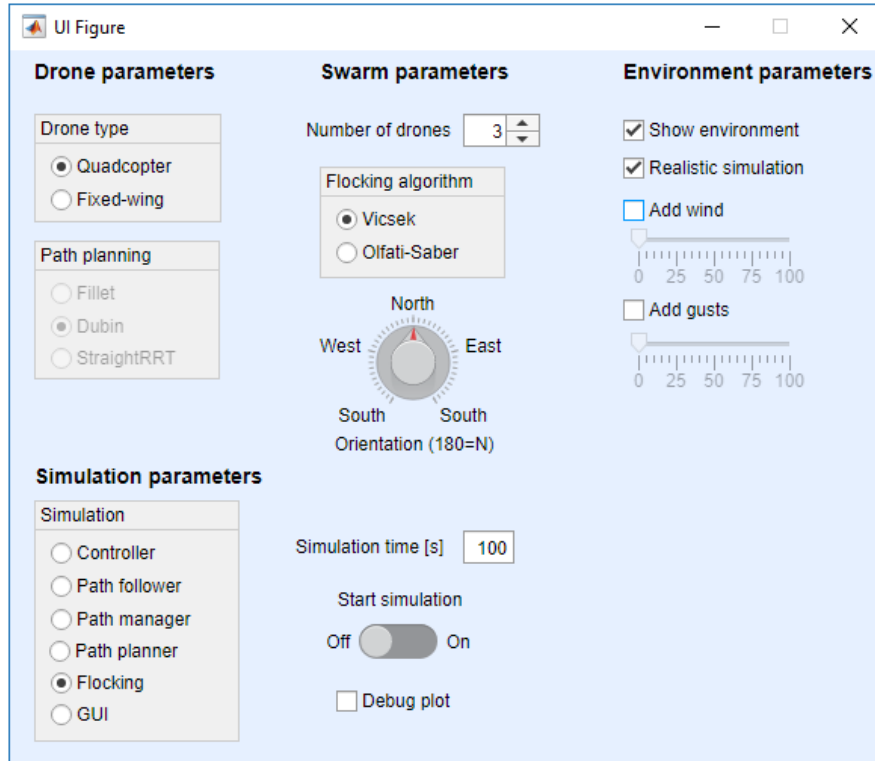 UI Figure
Drone parameters
Drone type
Quadcopter
Fixed-wing
Path planning
Fillet
Dubin
StraightRRT
Swarm parameters
Number of drones 3
Flocking algorithm
Vicsek
Olfati-Saber
North
West East
South South
Orientation (180=N)
Environment parameters
Show environment
Realistic simulation
Add wind
0 25 50 75 100
Add gusts
0 25 50 75 100
Simulation parameters
Simulation
Controller
Path follower
Path manager
Path planner
Flocking
GUI
Simulation time [s] 100
Start simulation
Off On
Debug plot